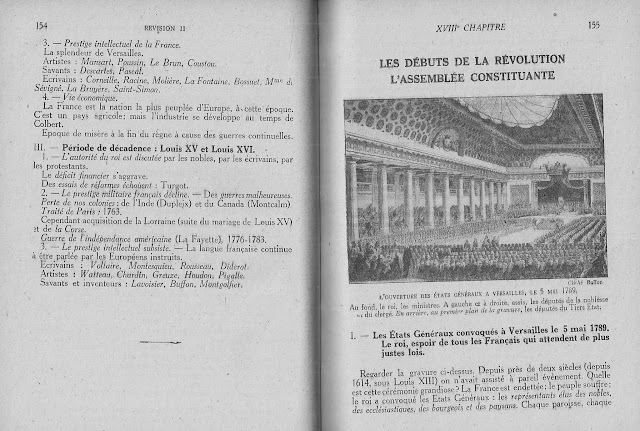 154 REVISION II
3. — Prestige intellectuel de la France.
La splendeur de Versailles.
Artistes : Mansart, Poussin, Le Brun, Coustou.
Savants : Descartes, Pascal.
Ecrivains : Corneille, Racine, Molière, La Fontaine, Bossuet, Mme de
Sévigné, La Bruyère, Saint-Simon.
4. — Vie économique.
La France est la nation la plus peuplée d'Europe, à cette époque.
C'est un pays agricole; mais l'industrie se développe au temps de
Colbert.
Epoque de misère à la fin du règne à cause des guerres continuelles.
III. — Période de décadence : Louis XV et Louis XVI.
1. — L'autorité du roi est discutée par les nobles, par les écrivains, par
les protestants.
Le déficit financier s'aggrave.
Des essais de réformes échouent : Turgot.
2. — Le prestige militaire français décline. — Des guerres malheureuses.
Perte de nos colonies : de l'Inde (Dupleix) et du Canada (Montcalm)
Traité de Paris : 1763.
Cependant acquisition de la Lorraine (suite du mariage de Louis XV)
et de la Corse.
Guerre de l'indépendance américaine (La Fayette), 1776-1783.
3. — Le prestige intellectuel subsiste. — La langue française continue
à être parlée par les Européens instruits.
Ecrivains : Voltaire, Montesquieu, Rousseau, Diderot.
Artistes : Watteau, Chardin, Greuze, Houdon, Pigalle.
Savants et inventeurs : Lavoisier, Buffon, Montgolfier.
XVIIIe CHAPITRE 155
LES DÉBUTS DE LA RÉVOLUTION
L'ASSEMBLÉE CONSTITUANTE
Cliché Bulloz
L'OUVERTURE DES ÉTATS GÉNÉRAUX A VERSAILLES, LE 5 MAI 1789.
Au fond, le roi, les ministres. A gauche et à droite, assis, les députés de la noblesse
et du clergé. En arrière, au premier plan de la gravure, les députés du Tiers Etat.
I. — Les États Généraux convoqués à Versailles le 5 mai 1789.
Le roi, espoir de tous les Français qui attendent de plus
justes lois.
Regarder la gravure ci-dessus. Depuis près de deux siècles (depuis
1614, sous Louis XIII) on n'avait assisté à pareil événement. Quelle
est cette cérémonie grandiose? La France est endettée; le peuple souffre;
le roi a convoqué les Etats Généraux : les représentants élus des nobles,
des ecclésiastiques, des bourgeois et des paysans. Chaque paroisse, chaque